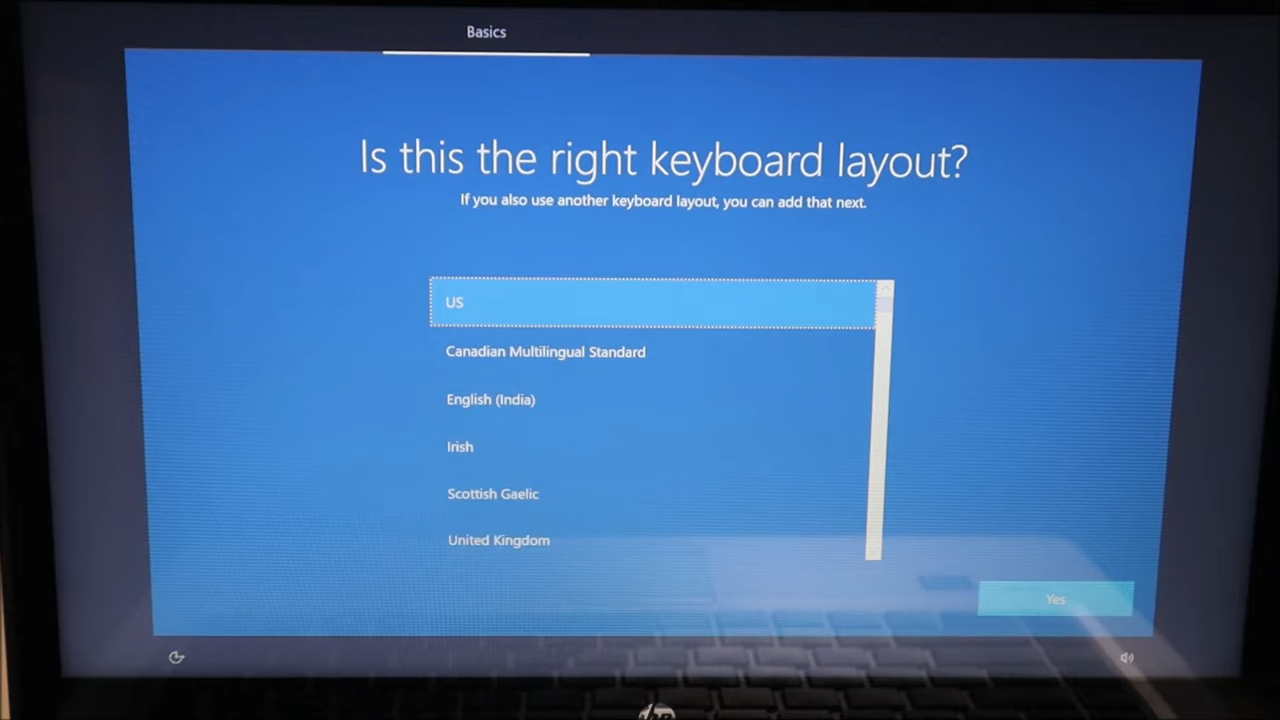 Basics
Is this the right keyboard layout?
If you also use another keyboard layout, you can add that next.
US
Canadian Multilingual Standard
English (India)
Irish
Scottish Gaelic
United Kingdom
Yes
hp